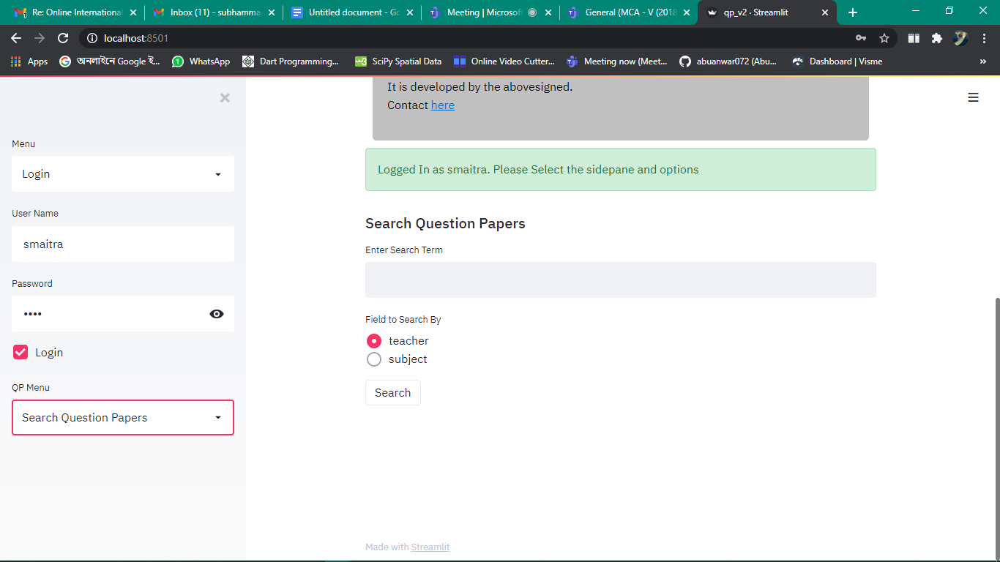 Re: Online International
Inbox (11) - subhamma
Untitled document - Go
Meeting | Microsof
General (MCA - V (2018
qp_v2 · Streamlit
localhost:8501
Apps
অনলাইনে Google ই...
WhatsApp
Dart Programming...
SciPy Spatial Data
Online Video Cutter...
Meeting now (Meet...
abuanwar072 (Abu...
Dashboard | Visme
»
Menu
Login
User Name
smaitra
Password
••••
Login
QP Menu
Search Question Papers
It is developed by the abovesigned.
Contact here
Logged In as smaitra. Please Select the sidepane and options
Search Question Papers
Enter Search Term
Field to Search By
teacher
subject
Search
Made with Streamlit